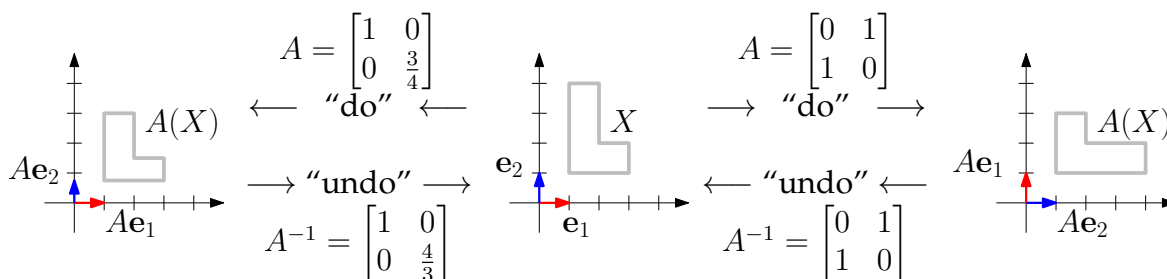 A = [1 0; 0 3/4]
A = [0 1; 1 0]
← “do” ←
→ “do” →
A(X)
X
A(X)
Ae₂
e₂
Ae₁
→ “undo” →
← “undo” ←
Ae₁
e₁
Ae₂
A⁻¹ = [1 0; 0 4/3]
A⁻¹ = [0 1; 1 0]